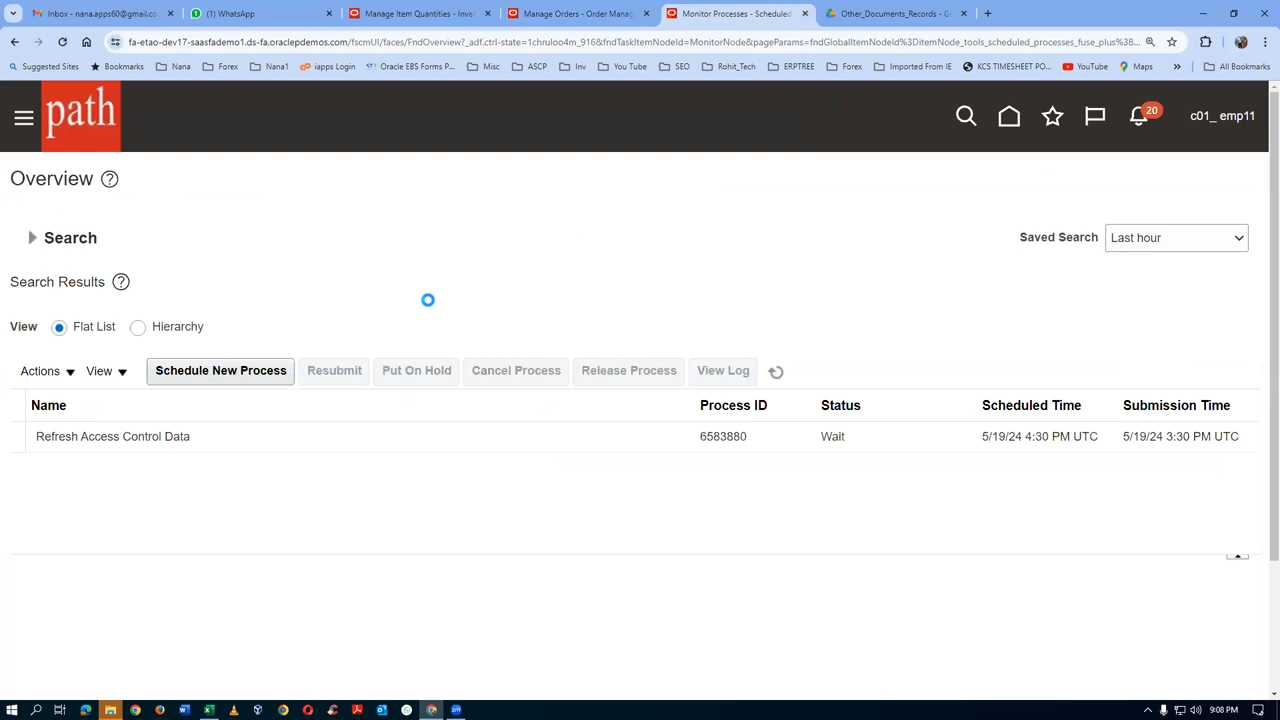 Inbox - nana.apps60@gmail.co
(1) WhatsApp
Manage Item Quantities - Inver
Manage Orders - Order Manag
Monitor Processes - Scheduled
Other_Documents_Records - G
fa-etao-dev17-saasfademo1.ds-fa.oraclepdemos.com/fscmUI/faces/FndOverview?_adf.ctrl-state=1chruloo4m_916&fndTaskItemNodeId=MonitorNode&pageParams=fndGlobalItemNodeId%3DitemNode_tools_scheduled_processes_fuse_plus%3B...
Suggested Sites
Bookmarks
Nana
Forex
Nana1
iapps Login
Oracle EBS Forms P...
Misc
ASCP
Inv
You Tube
SEO
Rohit_Tech
ERPTREE
Forex
Imported From IE
KCS TIMESHEET PO...
YouTube
Maps
All Bookmarks
path
20
c01_ emp11
Overview
Search
Saved Search
Last hour
Search Results
View
Flat List
Hierarchy
Actions
View
Schedule New Process
Resubmit
Put On Hold
Cancel Process
Release Process
View Log
Name
Process ID
Status
Scheduled Time
Submission Time
Refresh Access Control Data
6583880
Wait
5/19/24 4:30 PM UTC
5/19/24 3:30 PM UTC
9:08 PM